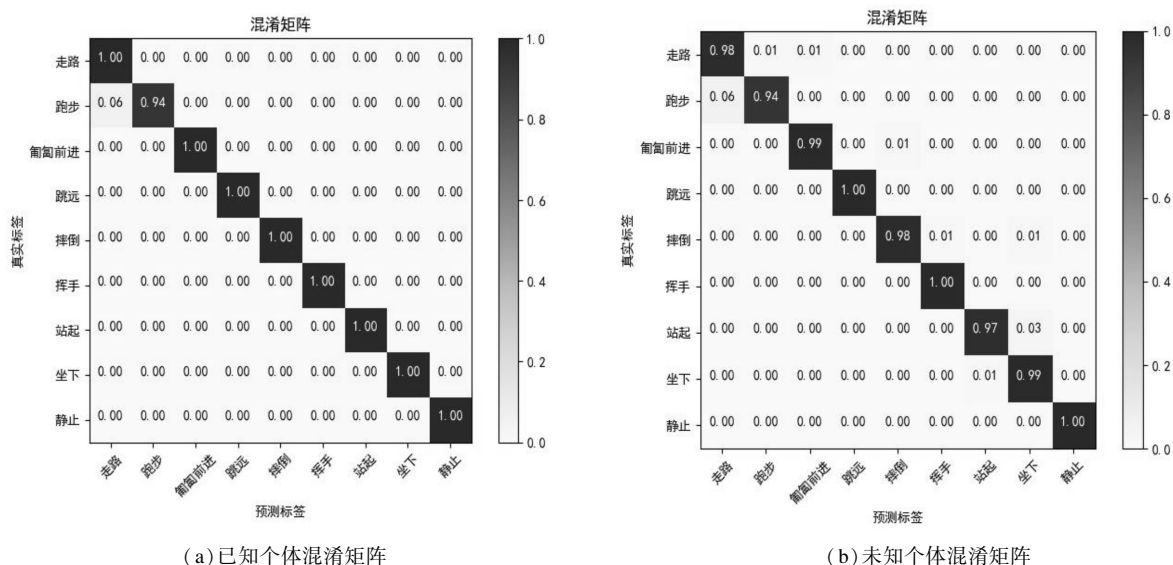 混淆矩阵
走路 1.00 0.00 0.00 0.00 0.00 0.00 0.00 0.00 0.00
跑步 0.06 0.94 0.00 0.00 0.00 0.00 0.00 0.00 0.00
匍匐前进 0.00 0.00 1.00 0.00 0.00 0.00 0.00 0.00 0.00
跳远 0.00 0.00 0.00 1.00 0.00 0.00 0.00 0.00 0.00
摔倒 0.00 0.00 0.00 0.00 1.00 0.00 0.00 0.00 0.00
挥手 0.00 0.00 0.00 0.00 0.00 1.00 0.00 0.00 0.00
站起 0.00 0.00 0.00 0.00 0.00 0.00 1.00 0.00 0.00
坐下 0.00 0.00 0.00 0.00 0.00 0.00 0.00 1.00 0.00
静止 0.00 0.00 0.00 0.00 0.00 0.00 0.00 0.00 1.00
真实标签
走路 跑步 匍匐前进 跳远 摔倒 挥手 站起 坐下 静止
预测标签
1.0
0.8
0.6
0.4
0.2
0.0
(a)已知个体混淆矩阵
混淆矩阵
走路 0.98 0.01 0.01 0.00 0.00 0.00 0.00 0.00 0.00
跑步 0.06 0.94 0.00 0.00 0.00 0.00 0.00 0.00 0.00
匍匐前进 0.00 0.00 0.99 0.00 0.01 0.00 0.00 0.00 0.00
跳远 0.00 0.00 0.00 1.00 0.00 0.00 0.00 0.00 0.00
摔倒 0.00 0.00 0.00 0.00 0.98 0.01 0.00 0.01 0.00
挥手 0.00 0.00 0.00 0.00 0.00 1.00 0.00 0.00 0.00
站起 0.00 0.00 0.00 0.00 0.00 0.00 0.97 0.03 0.00
坐下 0.00 0.00 0.00 0.00 0.00 0.00 0.01 0.99 0.00
静止 0.00 0.00 0.00 0.00 0.00 0.00 0.00 0.00 1.00
真实标签
走路 跑步 匍匐前进 跳远 摔倒 挥手 站起 坐下 静止
预测标签
1.0
0.8
0.6
0.4
0.2
0.0
(b)未知个体混淆矩阵